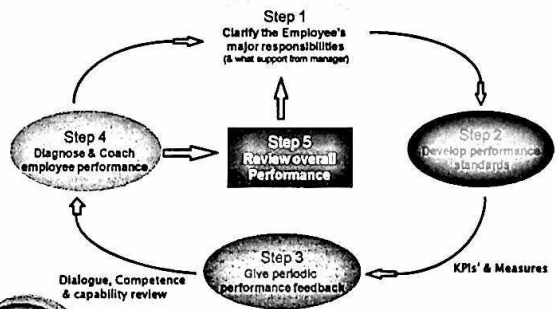 Step 1
Clarify the Employee's
major responsibilities
(& what support from manager)
Step 2
Develop performance
standards
KPIs' & Measures
Step 3
Give periodic
performance feedback
Dialogue, Competence
& capability review
Step 4
Diagnose & Coach
employee performance
Step 5
Review overall
Performance